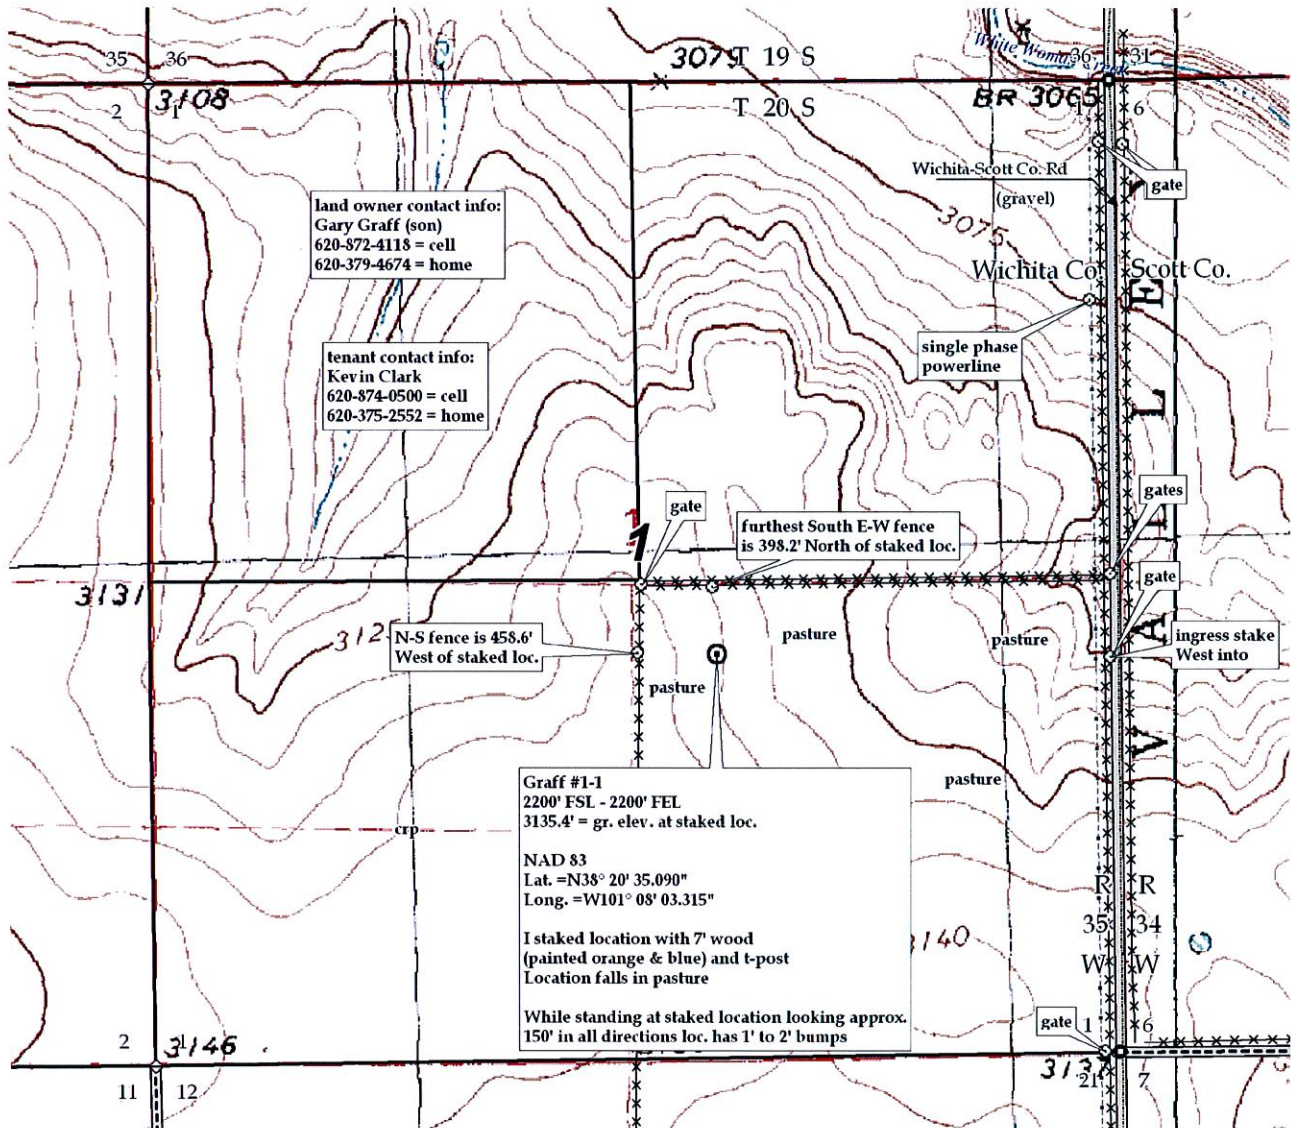 35 36
3079
T 19 S
White Woman Creek
36 31
3108
2 1
T 20 S
BR 3065
1 6
Wichita-Scott Co. Rd
(gravel)
gate
land owner contact info:
Gary Graff (son)
620-872-4118 = cell
620-379-4674 = home
3075
Wichita Co.
Scott Co.
single phase
powerline
tenant contact info:
Kevin Clark
620-874-0500 = cell
620-375-2552 = home
VALLEY
gate
gates
1
furthest South E-W fence
is 398.2' North of staked loc.
3131
gate
312
N-S fence is 458.6'
West of staked loc.
pasture
pasture
ingress stake
West into
pasture
Graff #1-1
2200' FSL - 2200' FEL
3135.4' = gr. elev. at staked loc.
NAD 83
Lat. =N38° 20' 35.090"
Long. =W101° 08' 03.315"
I staked location with 7' wood
(painted orange & blue) and t-post
Location falls in pasture
While standing at staked location looking approx.
150' in all directions loc. has 1' to 2' bumps
pasture
crp
R R
35 34
W W
3140
gate
1 6
2 1
3146
3131
11 12
7